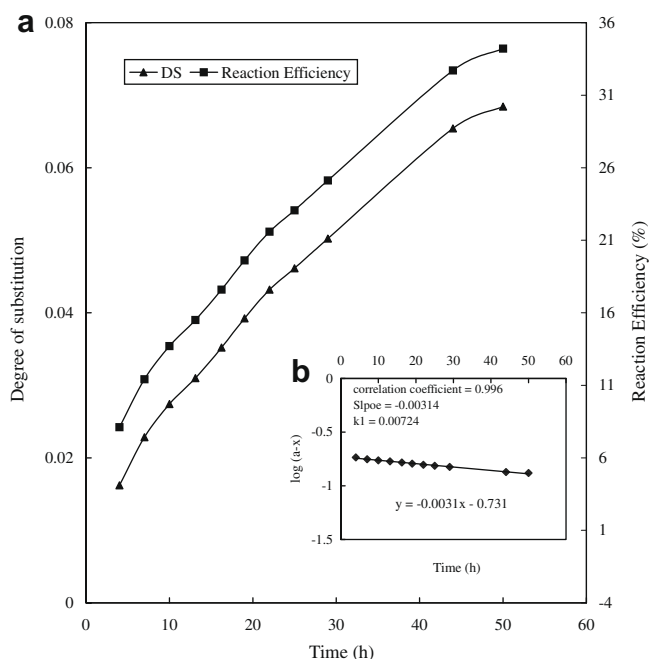 a
0.08
0.06
0.04
0.02
0
Degree of substitution
DS
Reaction Efficiency
36
31
26
21
16
11
6
1
-4
Reaction Efficiency (%)
0 10 20 30 40 50 60
Time (h)
b
0 10 20 30 40 50 60
0
-0.5
-1
-1.5
log (a-x)
correlation coefficient = 0.996
Slpoe = -0.00314
k1 = 0.00724
y = -0.0031x - 0.731
Time (h)